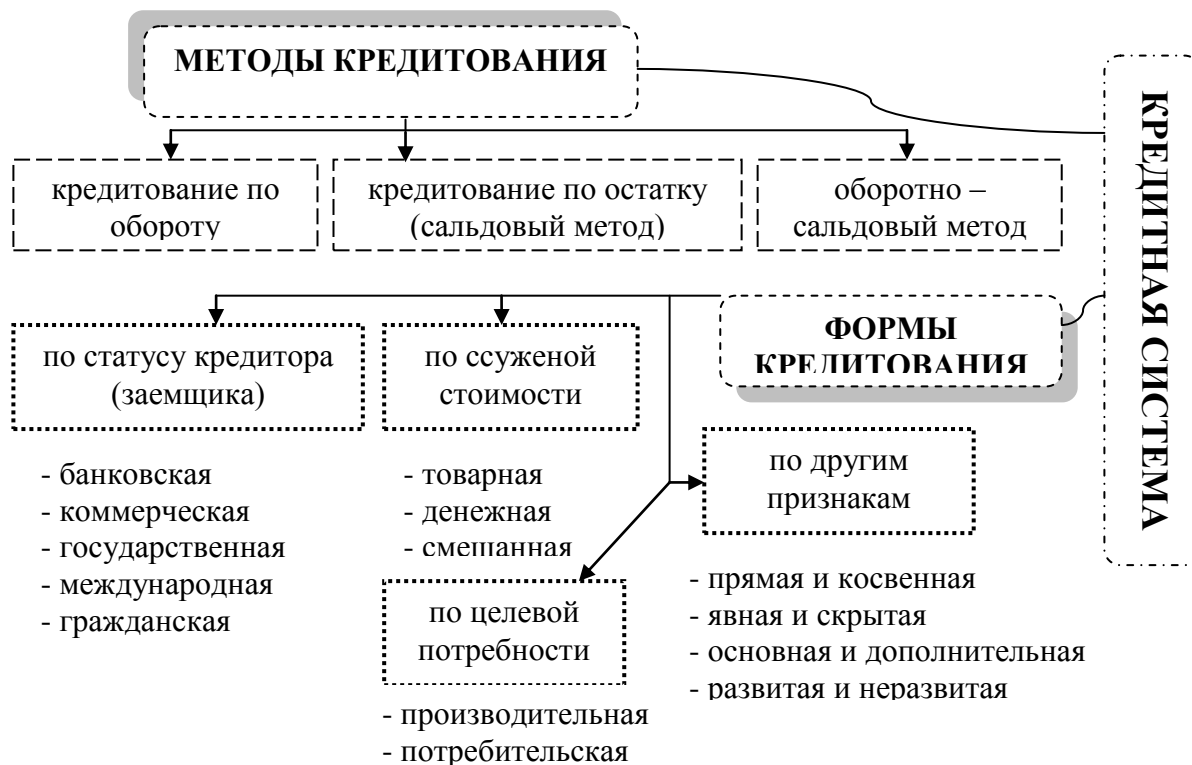 МЕТОДЫ КРЕДИТОВАНИЯ
КРЕДИТНАЯ СИСТЕМА
кредитование по
обороту
кредитование по остатку
(сальдовый метод)
оборотно –
сальдовый метод
ФОРМЫ
КРЕДИТОВАНИЯ
по статусу кредитора
(заемщика)
- банковская
- коммерческая
- государственная
- международная
- гражданская
по ссуженой
стоимости
- товарная
- денежная
- смешанная
по целевой
потребности
- производительная
- потребительская
по другим
признакам
- прямая и косвенная
- явная и скрытая
- основная и дополнительная
- развитая и неразвитая